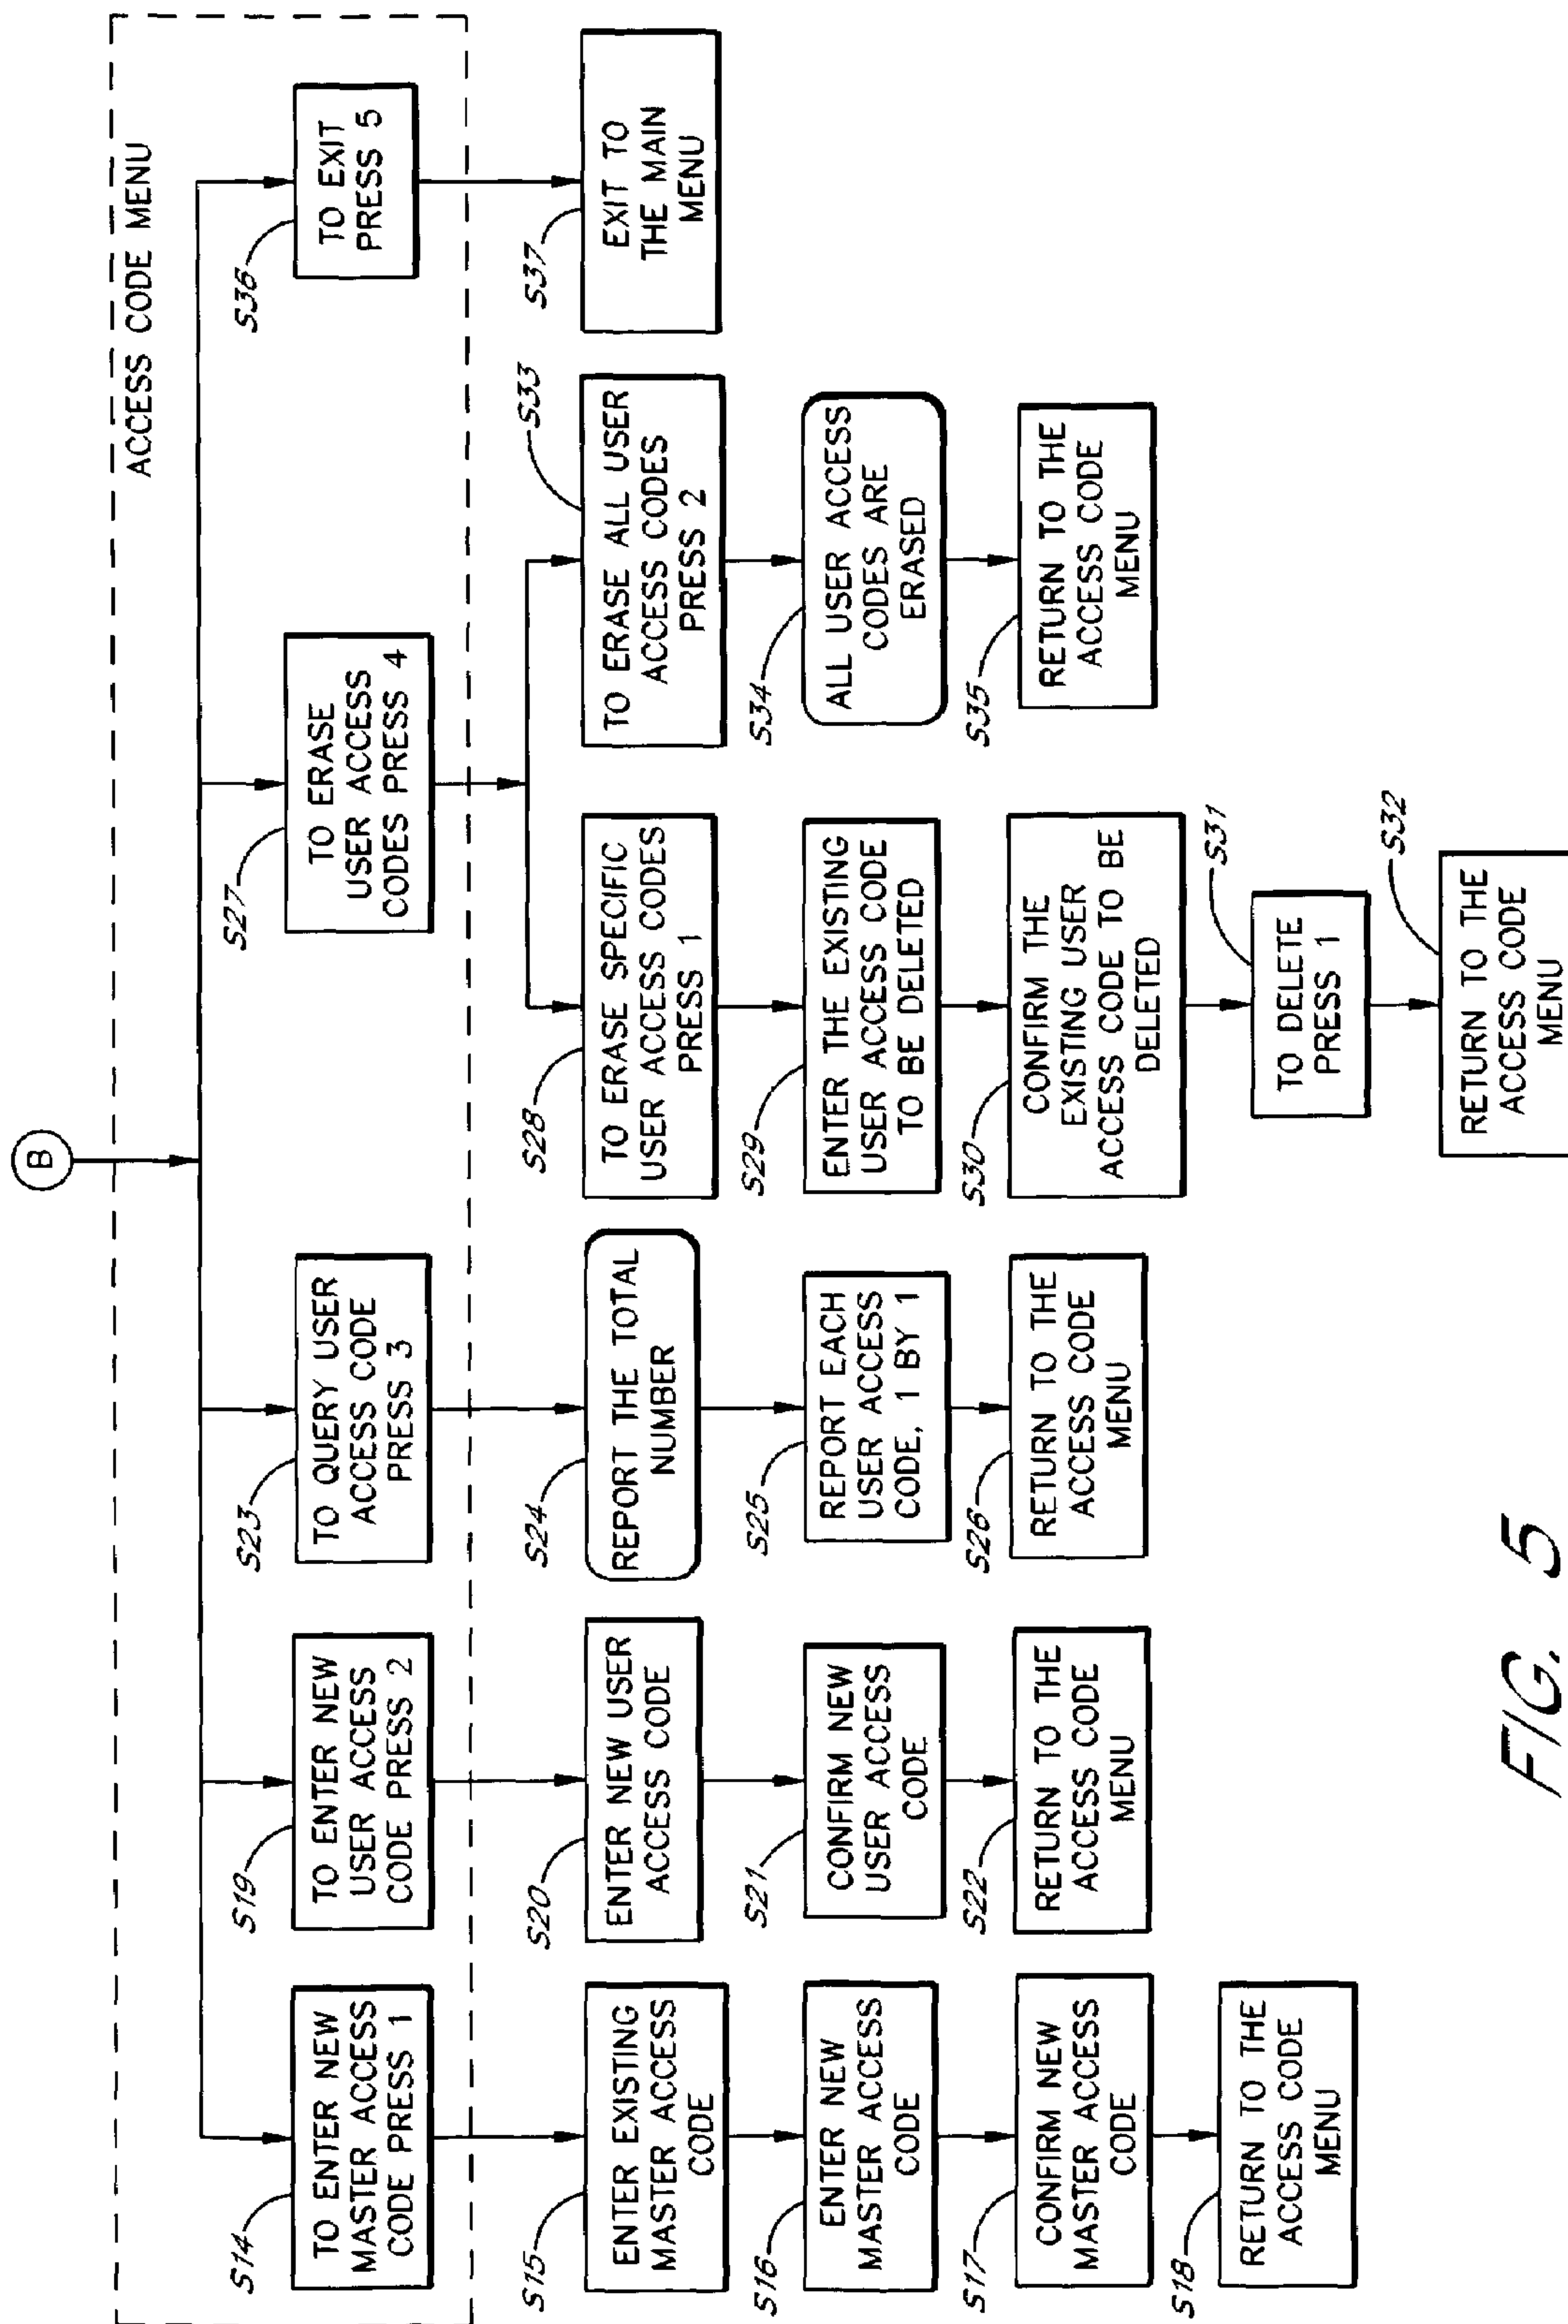 B
ACCESS CODE MENU
S14
TO ENTER NEW
MASTER ACCESS
CODE PRESS 1
S15
ENTER EXISTING
MASTER ACCESS
CODE
S16
ENTER NEW
MASTER ACCESS
CODE
S17
CONFIRM NEW
MASTER ACCESS
CODE
S18
RETURN TO THE
ACCESS CODE
MENU
S19
TO ENTER NEW
USER ACCESS
CODE PRESS 2
S20
ENTER NEW USER
ACCESS CODE
S21
CONFIRM NEW
USER ACCESS
CODE
S22
RETURN TO THE
ACCESS CODE
MENU
S23
TO QUERY USER
ACCESS CODE
PRESS 3
S24
REPORT THE TOTAL
NUMBER
S25
REPORT EACH
USER ACCESS
CODE, 1 BY 1
S26
RETURN TO THE
ACCESS CODE
MENU
S27
TO ERASE
USER ACCESS
CODES PRESS 4
S28
TO ERASE SPECIFIC
USER ACCESS CODES
PRESS 1
S29
ENTER THE EXISTING
USER ACCESS CODE
TO BE DELETED
S30
CONFIRM THE
EXISTING USER
ACCESS CODE TO BE
DELETED
S31
TO DELETE
PRESS 1
S32
RETURN TO THE
ACCESS CODE
MENU
S33
TO ERASE ALL USER
ACCESS CODES
PRESS 2
S34
ALL USER ACCESS
CODES ARE
ERASED
S35
RETURN TO THE
ACCESS CODE
MENU
S36
TO EXIT
PRESS 5
S37
EXIT TO
THE MAIN
MENU
FIG. 5